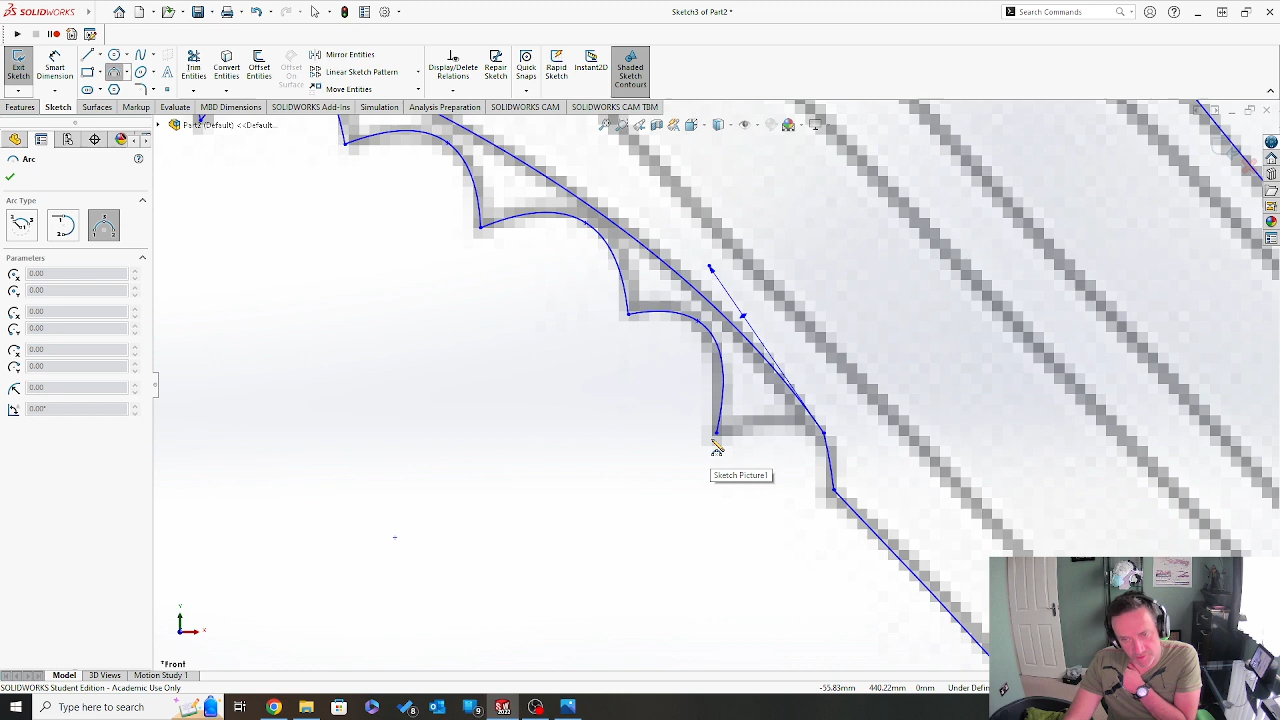 SOLIDWORKS
Sketch3 of Part2 *
Search Commands
Sketch
Smart Dimension
Trim Entities
Convert Entities
Offset Entities
Offset On Surface
Mirror Entities
Linear Sketch Pattern
Move Entities
Display/Delete Relations
Repair Sketch
Quick Snaps
Rapid Sketch
Instant2D
Shaded Sketch Contours
Features
Sketch
Surfaces
Markup
Evaluate
MBD Dimensions
SOLIDWORKS Add-Ins
Simulation
Analysis Preparation
SOLIDWORKS CAM
SOLIDWORKS CAM TBM
(Default) <<Default...
Arc
Arc Type
Parameters
0.00
0.00
0.00
0.00
0.00
0.00
0.00
0.00°
Sketch Picture1
Y
X
*Front
Model
3D Views
Motion Study 1
SOLIDWORKS Student Edition - Academic Use Only
-55.83mm
440.22mm
0mm
Under Defin
Type here to search